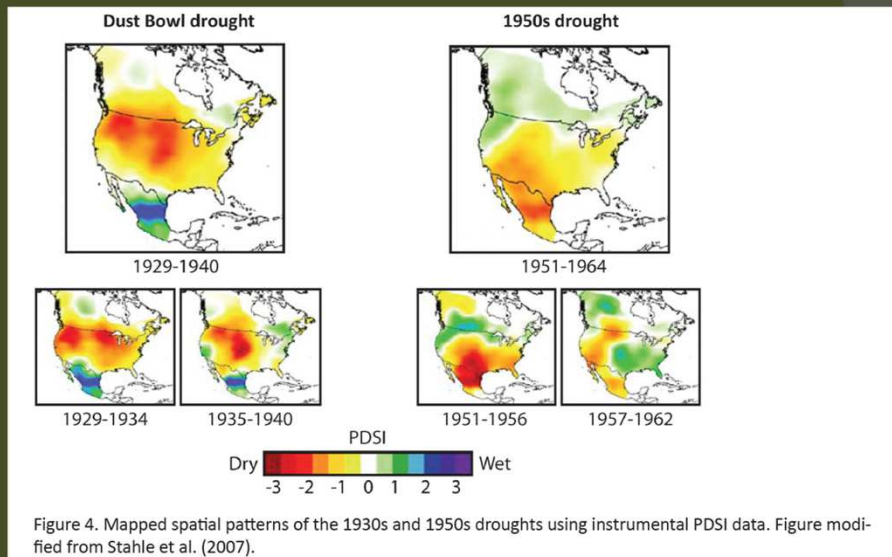 Dust Bowl drought
1950s drought
1929-1940
1951-1964
1929-1934
1935-1940
1951-1956
1957-1962
PDSI
Dry
Wet
-3 -2 -1 0 1 2 3
Figure 4. Mapped spatial patterns of the 1930s and 1950s droughts using instrumental PDSI data. Figure modi-
fied from Stahle et al. (2007).